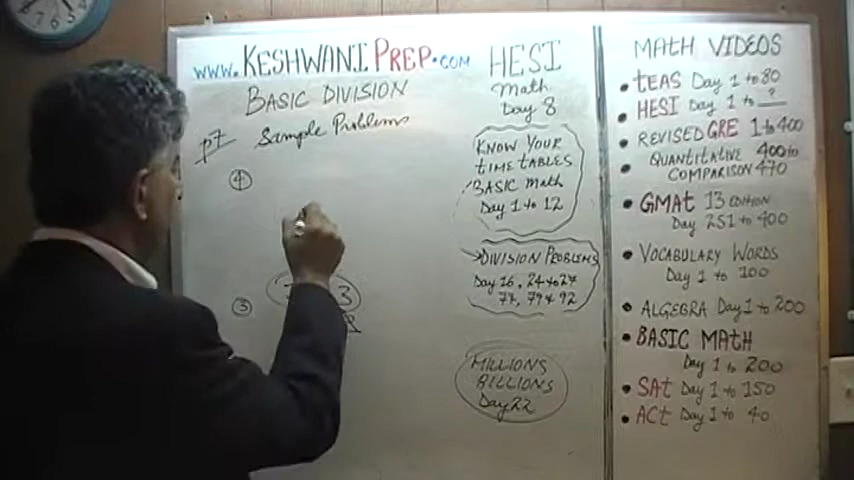 www.KESHWANIPREP.COM
BASIC DIVISION
p7 Sample Problems
4
3
3
HESI
Math
Day 8
KNOW YOUR
TIME TABLES
BASIC Math
Day 1 to 12
DIVISION PROBLEMS
Day 16, 24 to 27
77, 79 & 92
MILLIONS
BILLIONS
Day 22
MATH VIDEOS
• tEAS Day 1 to 80
• HESI Day 1 to ?
• REVISED GRE 1 to 400
• QUANTITATIVE 400 to
COMPARISON 470
• GMAt 13 EDITION
Day 251 to 400
• VOCABULARY WORDS
Day 1 to 100
• ALGEBRA Day 1 to 200
• BASIC MATH
Day 1 to 200
• SAt Day 1 to 150
• ACt Day 1 to 40